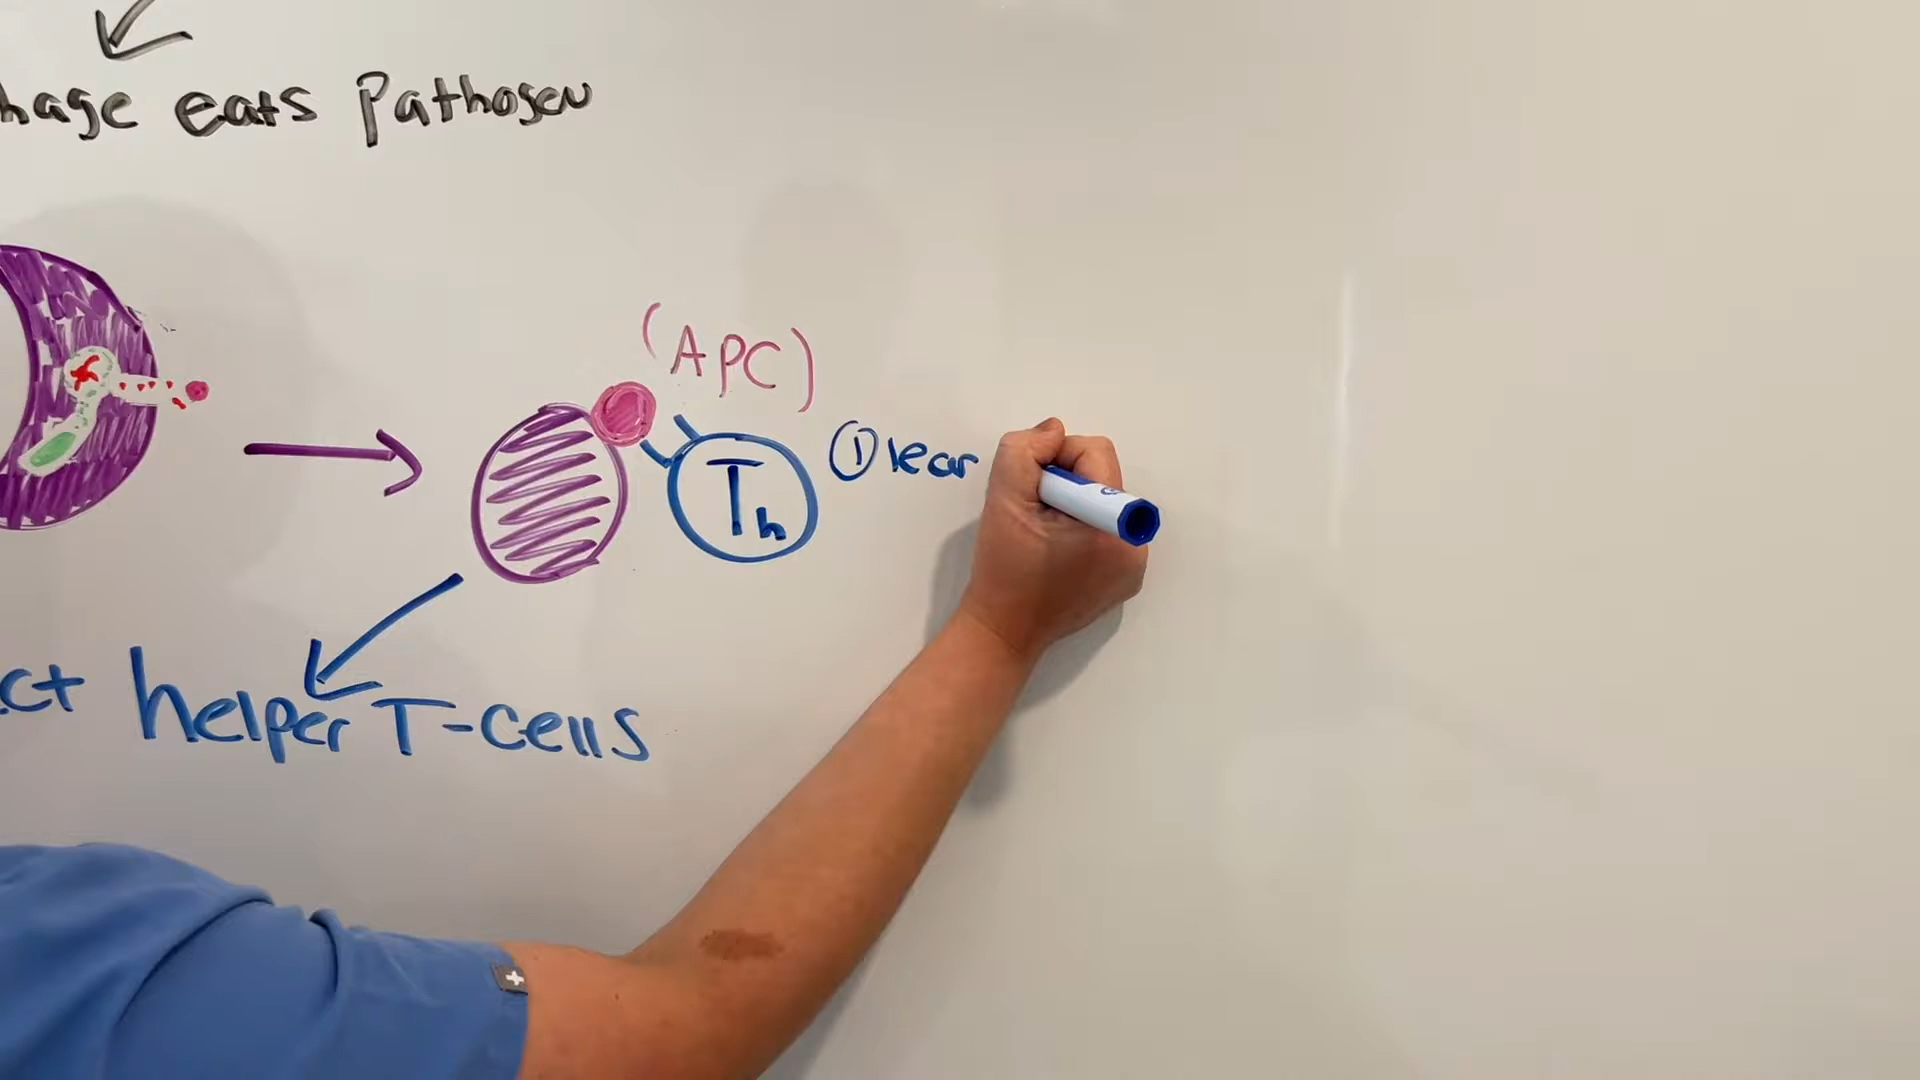 hage eats Pathogen
(APC)
① lear
Th
ct helper T-cells